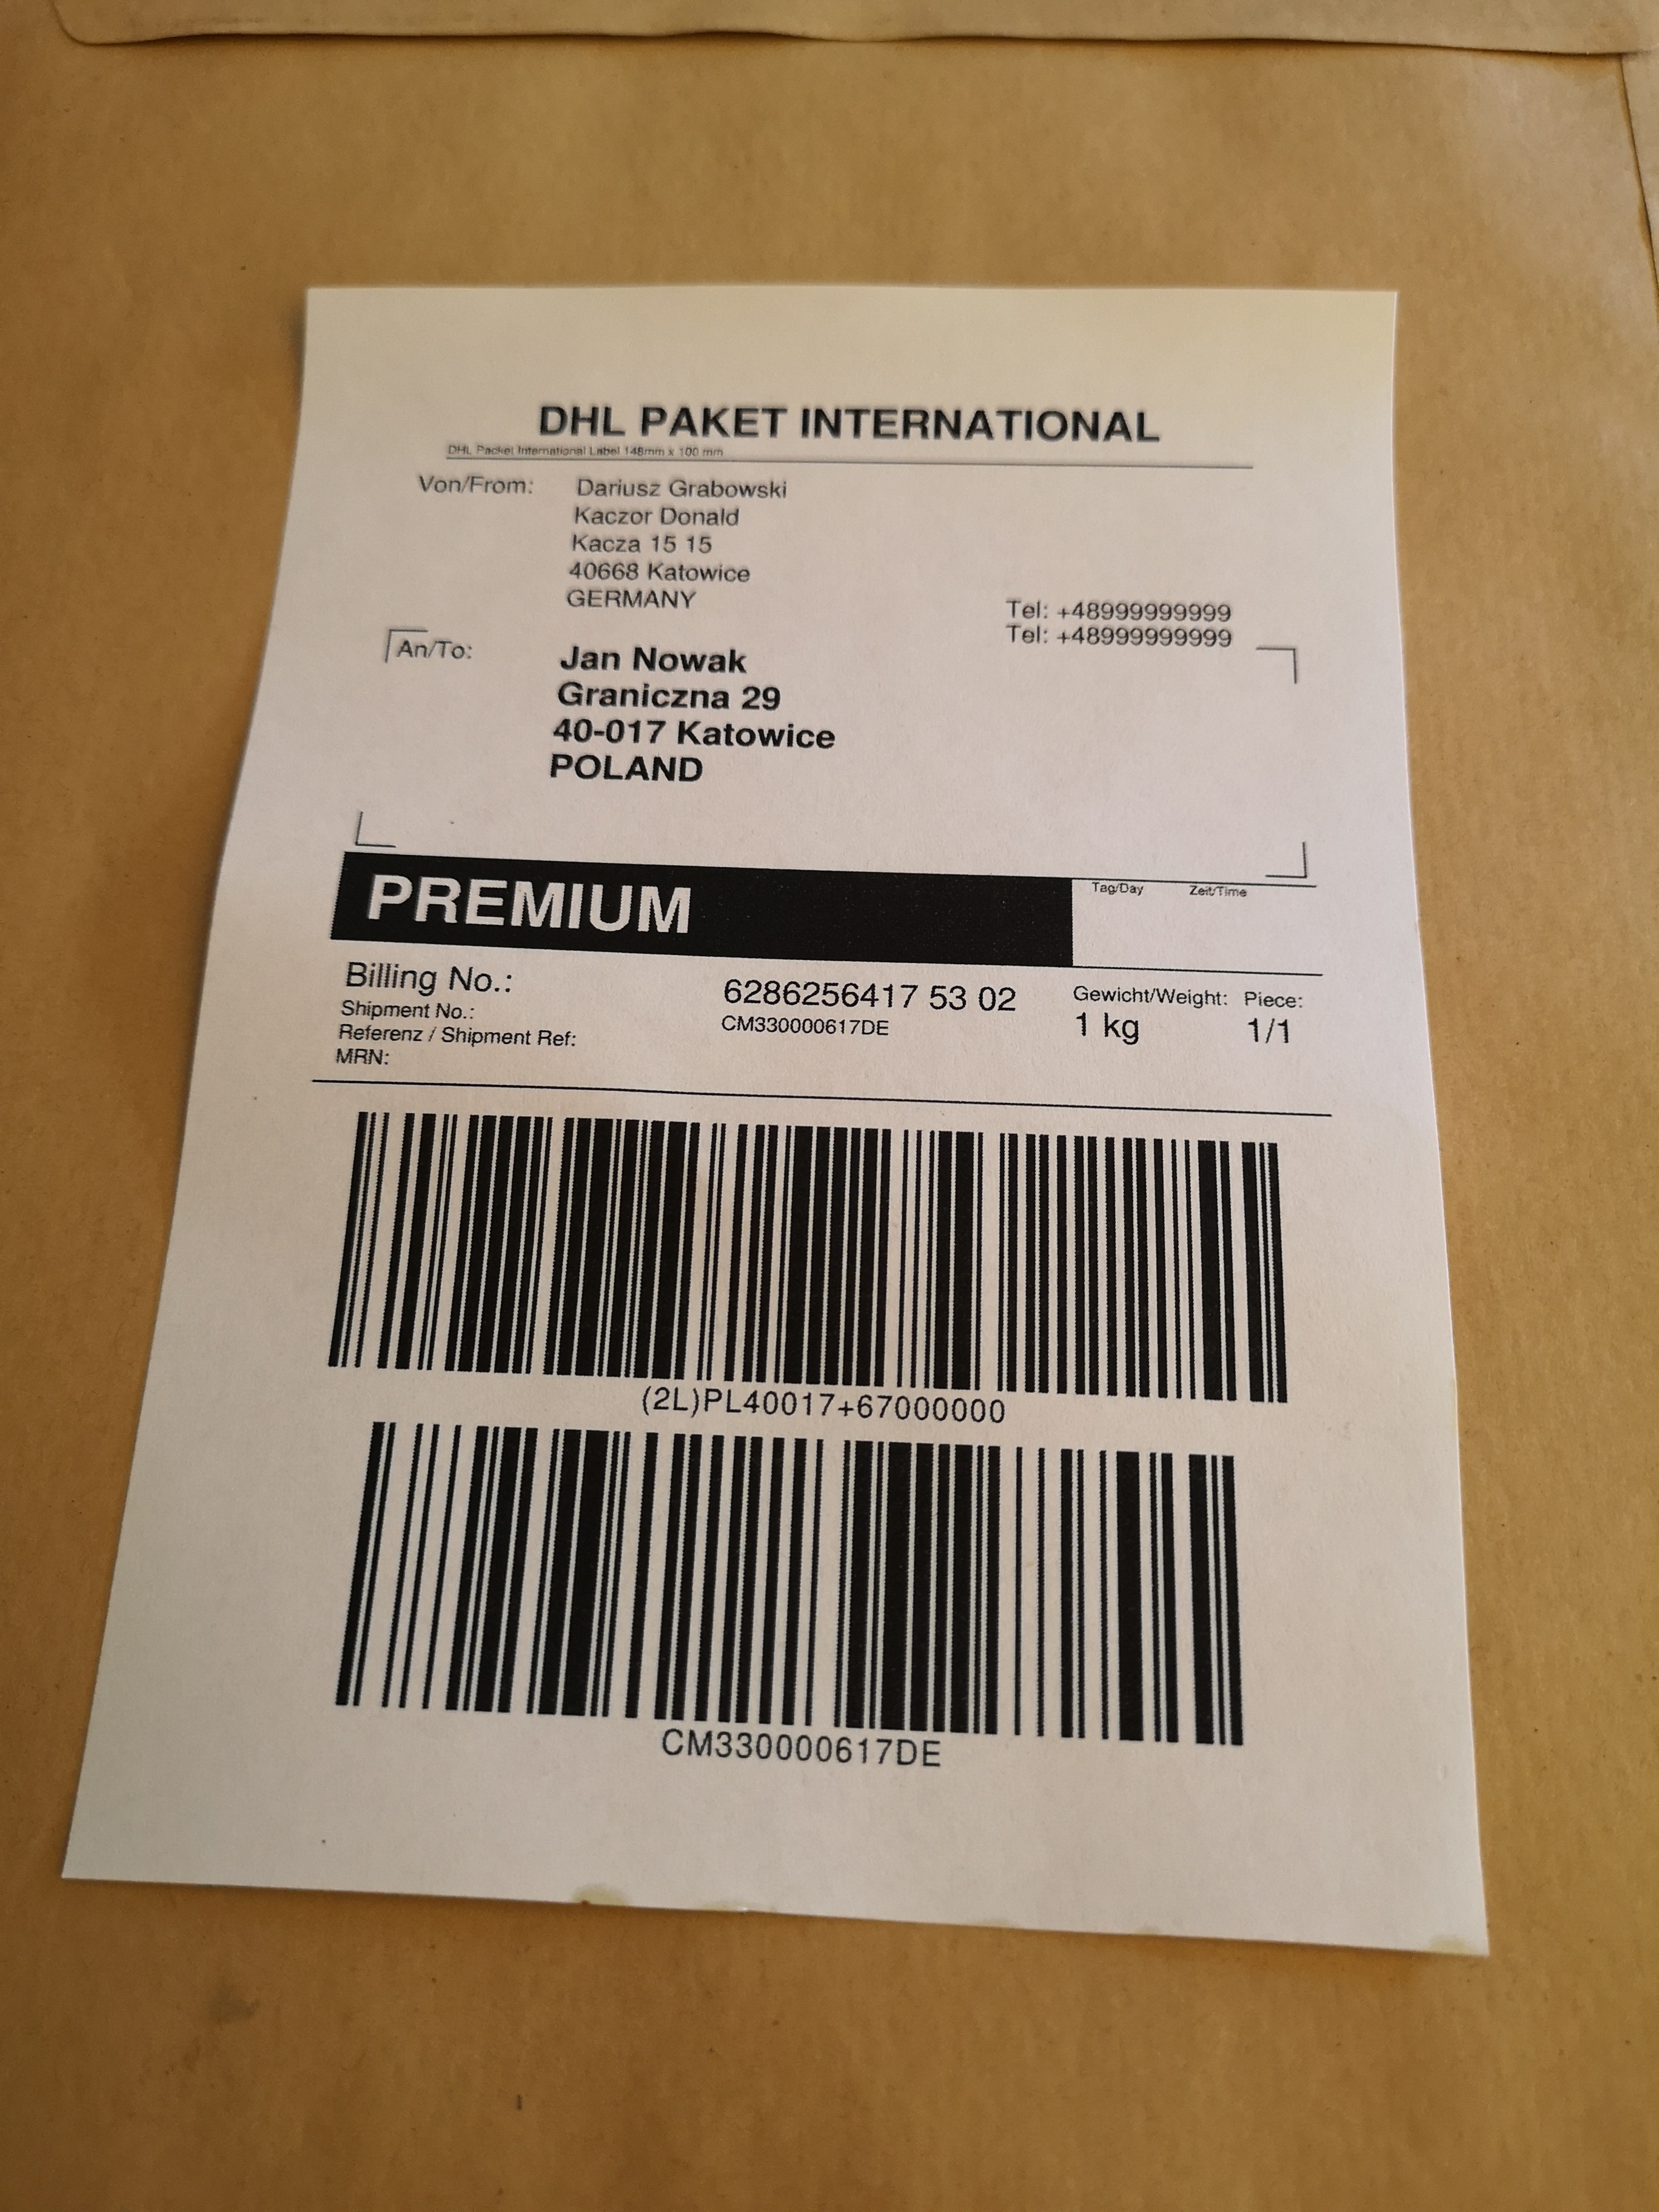 DHL PAKET INTERNATIONAL
DHL Packet International Label 148mm x 100 mm
Von/From:
Dariusz Grabowski
Kaczor Donald
Kacza 15 15
40668 Katowice
GERMANY
Tel: +48999999999
Tel: +48999999999
An/To:
Jan Nowak
Graniczna 29
40-017 Katowice
POLAND
PREMIUM
Tag/Day Zeit/Time
Billing No.: 6286256417 53 02
Shipment No.: CM330000617DE
Referenz / Shipment Ref:
MRN:
Gewicht/Weight: Piece:
1 kg 1/1
(2L)PL40017+67000000
CM330000617DE